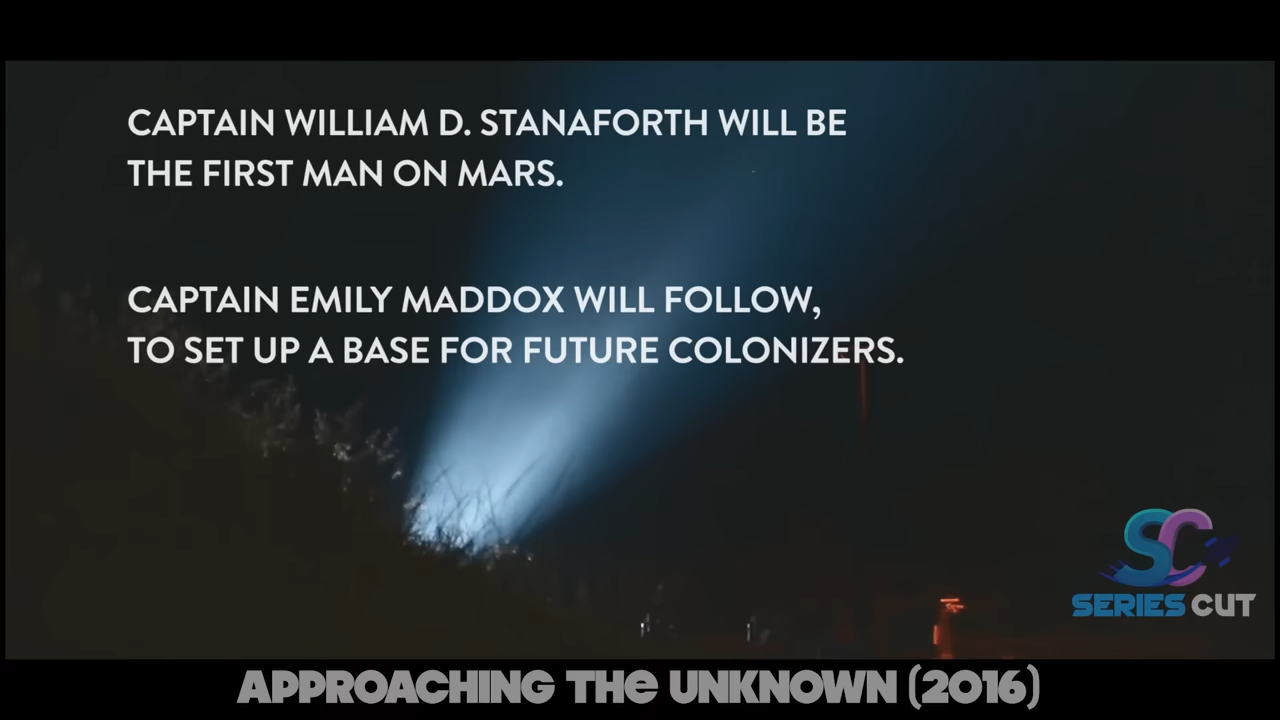 CAPTAIN WILLIAM D. STANAFORTH WILL BE
THE FIRST MAN ON MARS.
CAPTAIN EMILY MADDOX WILL FOLLOW,
TO SET UP A BASE FOR FUTURE COLONIZERS.
SC
SERIES CUT
APPROACHING THe UNKNOWN (2016)